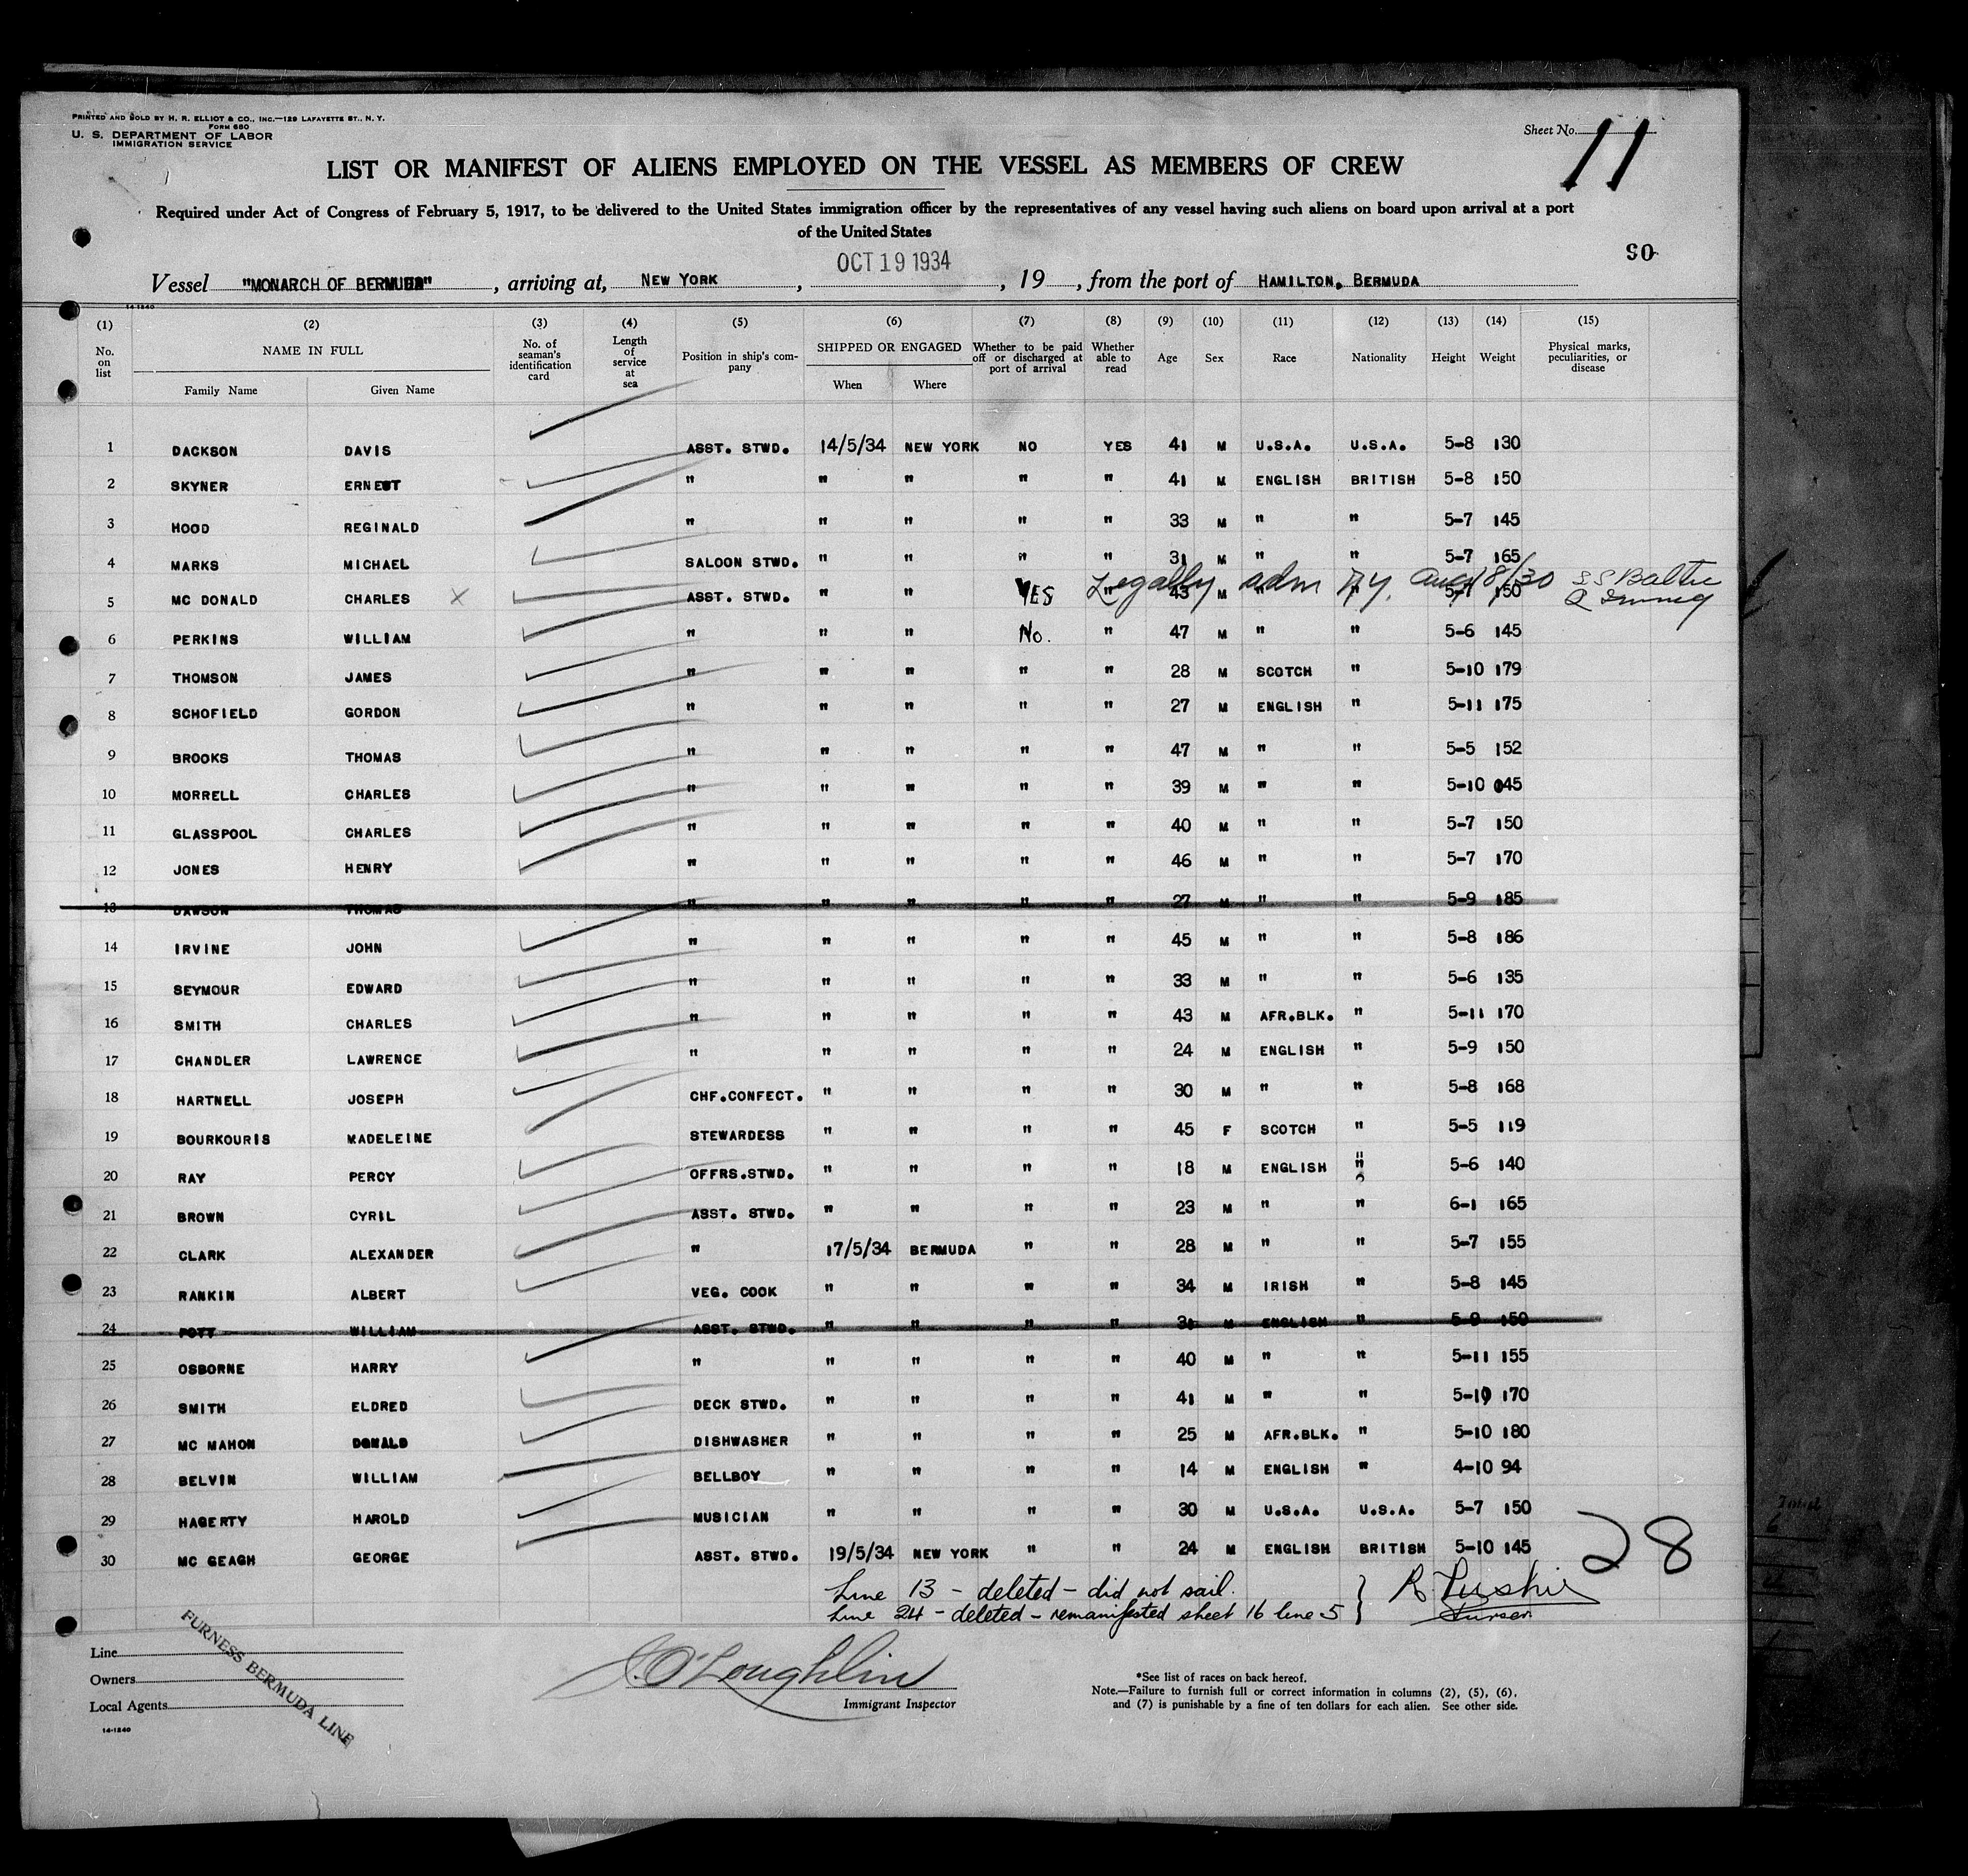 PRINTED AND SOLD BY H. R. ELLIOT & CO., INC.—129 LAFAYETTE ST., N. Y.
FORM 680
U. S. DEPARTMENT OF LABOR
IMMIGRATION SERVICE
Sheet No. 11
LIST OR MANIFEST OF ALIENS EMPLOYED ON THE VESSEL AS MEMBERS OF CREW
Required under Act of Congress of February 5, 1917, to be delivered to the United States immigration officer by the representatives of any vessel having such aliens on board upon arrival at a port
of the United States
90
Vessel "MONARCH OF BERMUDA", arriving at, NEW YORK, OCT 19 1934, 19 , from the port of HAMILTON, BERMUDA
14-1240
(1) (2) (3) (4) (5) (6) (7) (8) (9) (10) (11) (12) (13) (14) (15)
No. on list NAME IN FULL Family Name Given Name No. of seaman's identification card Length of service at sea Position in ship's company SHIPPED OR ENGAGED When Where Whether to be paid off or discharged at port of arrival Whether able to read Age Sex Race Nationality Height Weight Physical marks, peculiarities, or disease
1 DACKSON DAVIS ASST. STWD. 14/5/34 NEW YORK NO YES 41 M U.S.A. U.S.A. 5-8 130
2 SKYNER ERNEST " " " " " 41 M ENGLISH BRITISH 5-8 150
3 HOOD REGINALD " " " " " 33 M " " 5-7 145
4 MARKS MICHAEL SALOON STWD. " " " " 31 M " " 5-7 165
Legally adm N.Y. Aug 18/30 SS Baltic
5 MC DONALD CHARLES X ASST. STWD. " " YES " 43 M " " 5-7 150
6 PERKINS WILLIAM " " " No. " 47 M " " 5-6 145
7 THOMSON JAMES " " " " " 28 M SCOTCH " 5-10 179
8 SCHOFIELD GORDON " " " " " 27 M ENGLISH " 5-11 175
9 BROOKS THOMAS " " " " " 47 M " " 5-5 152
10 MORRELL CHARLES " " " " " 39 M " " 5-10 145
11 GLASSPOOL CHARLES " " " " " 40 M " " 5-7 150
12 JONES HENRY " " " " " 46 M " " 5-7 170
13 DAWSON THOMAS " " " " " 27 M " " 5-9 185
14 IRVINE JOHN " " " " " 45 M " " 5-8 186
15 SEYMOUR EDWARD " " " " " 33 M " " 5-6 135
16 SMITH CHARLES " " " " " 43 M AFR.BLK. " 5-11 170
17 CHANDLER LAWRENCE " " " " " 24 M ENGLISH " 5-9 150
18 HARTNELL JOSEPH CHF.CONFECT. " " " " 30 M " " 5-8 168
19 BOURKOURIS MADELEINE STEWARDESS " " " " 45 F SCOTCH " 5-5 119
20 RAY PERCY OFFRS.STWD. " " " " 18 M ENGLISH " 5-6 140
21 BROWN CYRIL ASST. STWD. " " " " 23 M " " 6-1 165
22 CLARK ALEXANDER " 17/5/34 BERMUDA " " 28 M " " 5-7 155
23 RANKIN ALBERT VEG. COOK " " " " 34 M IRISH " 5-8 145
24 POTT WILLIAM ASST. STWD. " " " " 31 M ENGLISH " 5-9 150
25 OSBORNE HARRY " " " " " 40 M " " 5-11 155
26 SMITH ELDRED DECK STWD. " " " " 41 M " " 5-10 170
27 MC MAHON DONALD DISHWASHER " " " " 25 M AFR.BLK. " 5-10 180
28 BELVIN WILLIAM BELLBOY " " " " 14 M ENGLISH " 4-10 94
29 HAGERTY HAROLD MUSICIAN " " " " 30 M U.S.A. U.S.A. 5-7 150
30 MC GEAGH GEORGE ASST. STWD. 19/5/34 NEW YORK " " 24 M ENGLISH BRITISH 5-10 145
28
Line 13 - deleted - did not sail.
Line 24 - deleted - remanifested sheet 16 line 5
Purser
Line
Owners
Local Agents
FURNESS BERMUDA LINE
14-1240
J. O'Loughlin
Immigrant Inspector
*See list of races on back hereof.
Note.—Failure to furnish full or correct information in columns (2), (5), (6),
and (7) is punishable by a fine of ten dollars for each alien. See other side.